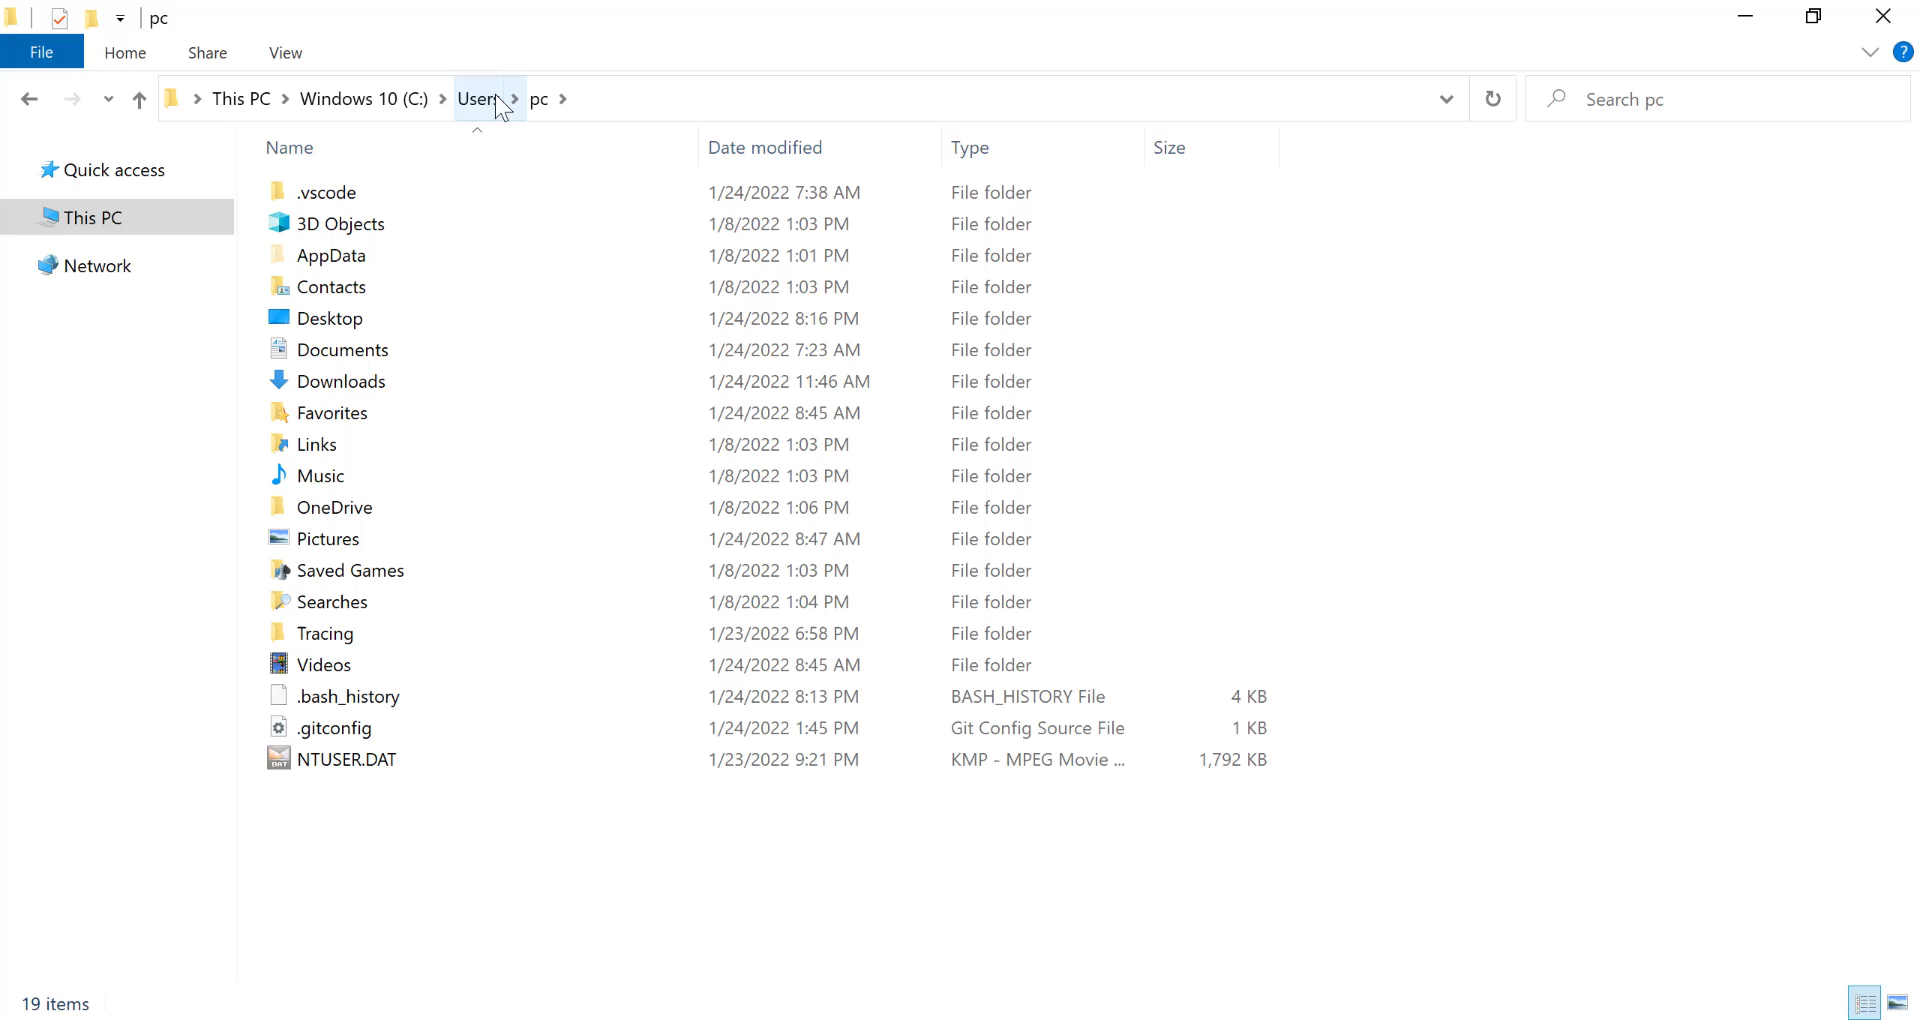 pc
File Home Share View ?
This PC Windows 10 (C:) Users pc Search pc
Name Date modified Type Size
Quick access
This PC
Network
.vscode 1/24/2022 7:38 AM File folder
3D Objects 1/8/2022 1:03 PM File folder
AppData 1/8/2022 1:01 PM File folder
Contacts 1/8/2022 1:03 PM File folder
Desktop 1/24/2022 8:16 PM File folder
Documents 1/24/2022 7:23 AM File folder
Downloads 1/24/2022 11:46 AM File folder
Favorites 1/24/2022 8:45 AM File folder
Links 1/8/2022 1:03 PM File folder
Music 1/8/2022 1:03 PM File folder
OneDrive 1/8/2022 1:06 PM File folder
Pictures 1/24/2022 8:47 AM File folder
Saved Games 1/8/2022 1:03 PM File folder
Searches 1/8/2022 1:04 PM File folder
Tracing 1/23/2022 6:58 PM File folder
Videos 1/24/2022 8:45 AM File folder
.bash_history 1/24/2022 8:13 PM BASH_HISTORY File 4 KB
.gitconfig 1/24/2022 1:45 PM Git Config Source File 1 KB
NTUSER.DAT 1/23/2022 9:21 PM KMP - MPEG Movie ... 1,792 KB
19 items